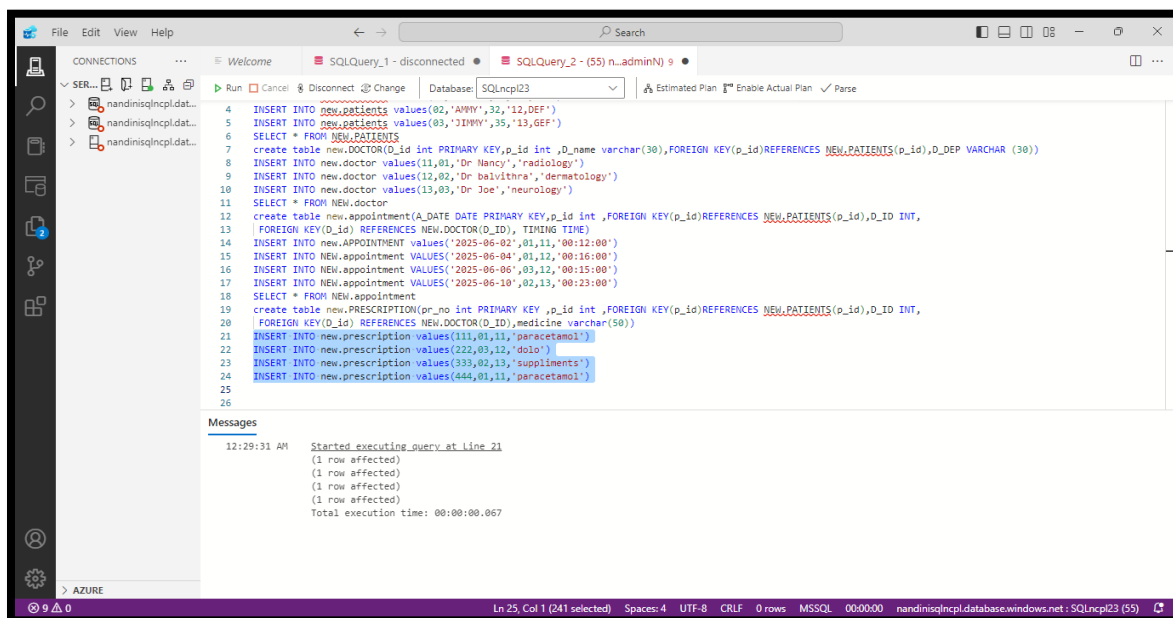 File Edit View Help
Search
CONNECTIONS
Welcome
SQLQuery_1 - disconnected
SQLQuery_2 - (55) n...adminN) 9
SER...
Run Cancel Disconnect Change Database: SQLncpl23 Estimated Plan Enable Actual Plan Parse
nandinisqlncpl.dat...
nandinisqlncpl.dat...
nandinisqlncpl.dat...
4 INSERT INTO new.patients values(02,'AMMY',32,'12,DEF')
5 INSERT INTO new.patients values(03,'JIMMY',35,'13,GEF')
6 SELECT * FROM NEW.PATIENTS
7 create table new.DOCTOR(D_id int PRIMARY KEY,p_id int ,D_name varchar(30),FOREIGN KEY(p_id)REFERENCES NEW.PATIENTS(p_id),D_DEP VARCHAR (30))
8 INSERT INTO new.doctor values(11,01,'Dr Nancy','radiology')
9 INSERT INTO new.doctor values(12,02,'Dr balvithra','dermatology')
10 INSERT INTO new.doctor values(13,03,'Dr Joe','neurology')
11 SELECT * FROM NEW.doctor
12 create table new.appointment(A_DATE DATE PRIMARY KEY,p_id int ,FOREIGN KEY(p_id)REFERENCES NEW.PATIENTS(p_id),D_ID INT,
13 FOREIGN KEY(D_id) REFERENCES NEW.DOCTOR(D_ID), TIMING TIME)
14 INSERT INTO new.APPOINTMENT values('2025-06-02',01,11,'00:12:00')
15 INSERT INTO NEW.appointment VALUES('2025-06-04',01,12,'00:16:00')
16 INSERT INTO NEW.appointment VALUES('2025-06-06',03,12,'00:15:00')
17 INSERT INTO NEW.appointment VALUES('2025-06-10',02,13,'00:23:00')
18 SELECT * FROM NEW.appointment
19 create table new.PRESCRIPTION(pr_no int PRIMARY KEY ,p_id int ,FOREIGN KEY(p_id)REFERENCES NEW.PATIENTS(p_id),D_ID INT,
20 FOREIGN KEY(D_id) REFERENCES NEW.DOCTOR(D_ID),medicine varchar(50))
21 INSERT INTO new.prescription values(111,01,11,'paracetamol')
22 INSERT INTO new.prescription values(222,03,12,'dolo')
23 INSERT INTO new.prescription values(333,02,13,'suppliments')
24 INSERT INTO new.prescription values(444,01,11,'paracetamol')
25
26
2
Messages
12:29:31 AM Started executing query at Line 21
(1 row affected)
(1 row affected)
(1 row affected)
(1 row affected)
Total execution time: 00:00:00.067
AZURE
9 0 Ln 25, Col 1 (241 selected) Spaces: 4 UTF-8 CRLF 0 rows MSSQL 00:00:00 nandinisqlncpl.database.windows.net : SQLncpl23 (55)